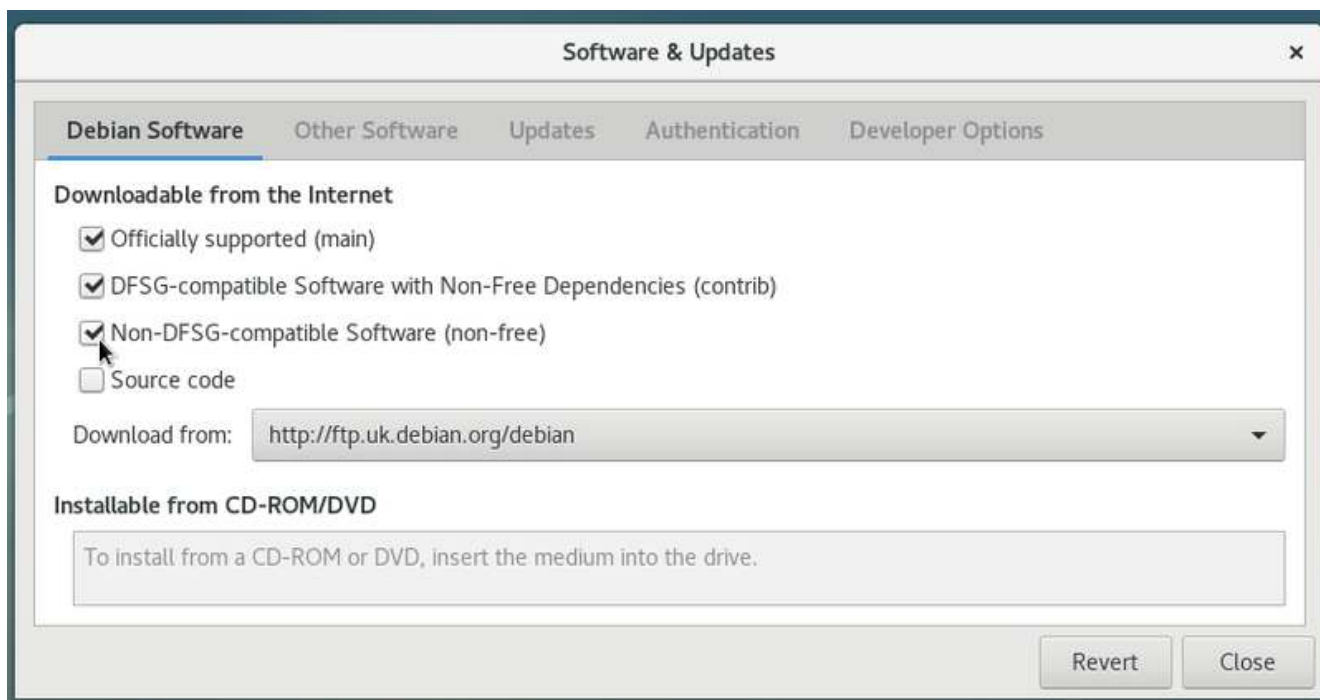 Software & Updates
Debian Software Other Software Updates Authentication Developer Options
Downloadable from the Internet
Officially supported (main)
DFSG-compatible Software with Non-Free Dependencies (contrib)
Non-DFSG-compatible Software (non-free)
Source code
Download from: http://ftp.uk.debian.org/debian
Installable from CD-ROM/DVD
To install from a CD-ROM or DVD, insert the medium into the drive.
Revert Close